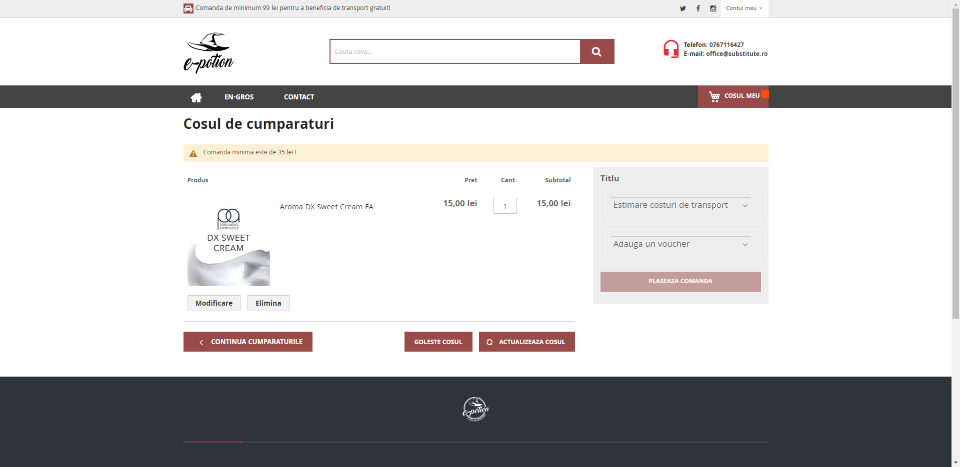 Comanda de minimum 99 lei pentru a beneficia de transport gratuit!
Contul meu
e-potion
Cauta ceva...
Telefon: 0767116427
E-mail: office@substitute.ro
EN-GROS
CONTACT
COSUL MEU
Cosul de cumparaturi
Comanda minima este de 35 lei !
Produs
Pret
Cant.
Subtotal
Titlu
Aroma DX Sweet Cream FA
15,00 lei
1
15,00 lei
Estimare costuri de transport
DX SWEET
CREAM
Adauga un voucher
PLASEAZA COMANDA
Modificare
Elimina
CONTINUA CUMPARATURILE
GOLESTE COSUL
ACTUALIZEAZA COSUL
e-potion